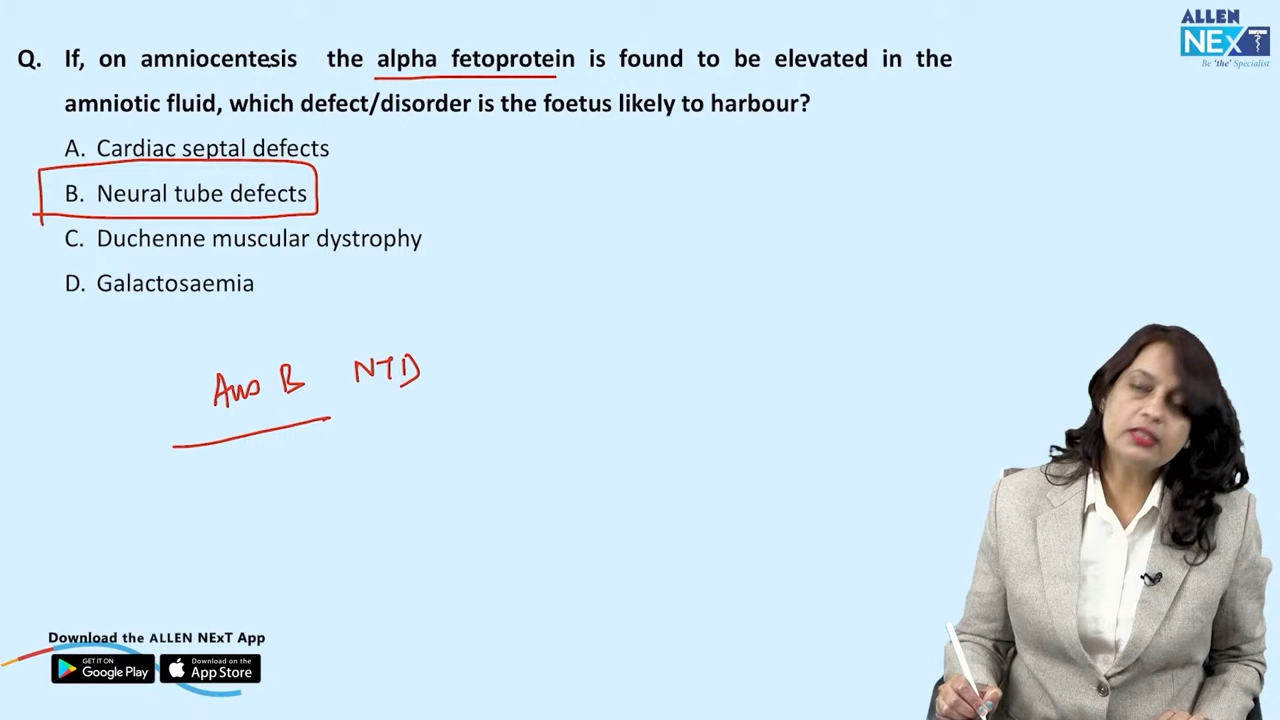 ALLEN
NExT
Be 'the' Specialist
Q. If, on amniocentesis the alpha fetoprotein is found to be elevated in the
amniotic fluid, which defect/disorder is the foetus likely to harbour?
A. Cardiac septal defects
B. Neural tube defects
C. Duchenne muscular dystrophy
D. Galactosaemia
Ans B NTD
Download the ALLEN NExT App
GET IT ON
Google Play
Download on the
App Store